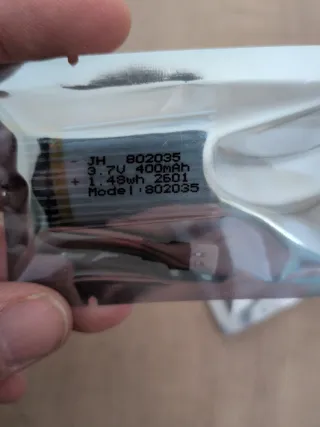 - JH 802035
3.7V 400mAh
+ 1.48wh 2601
Model:802035